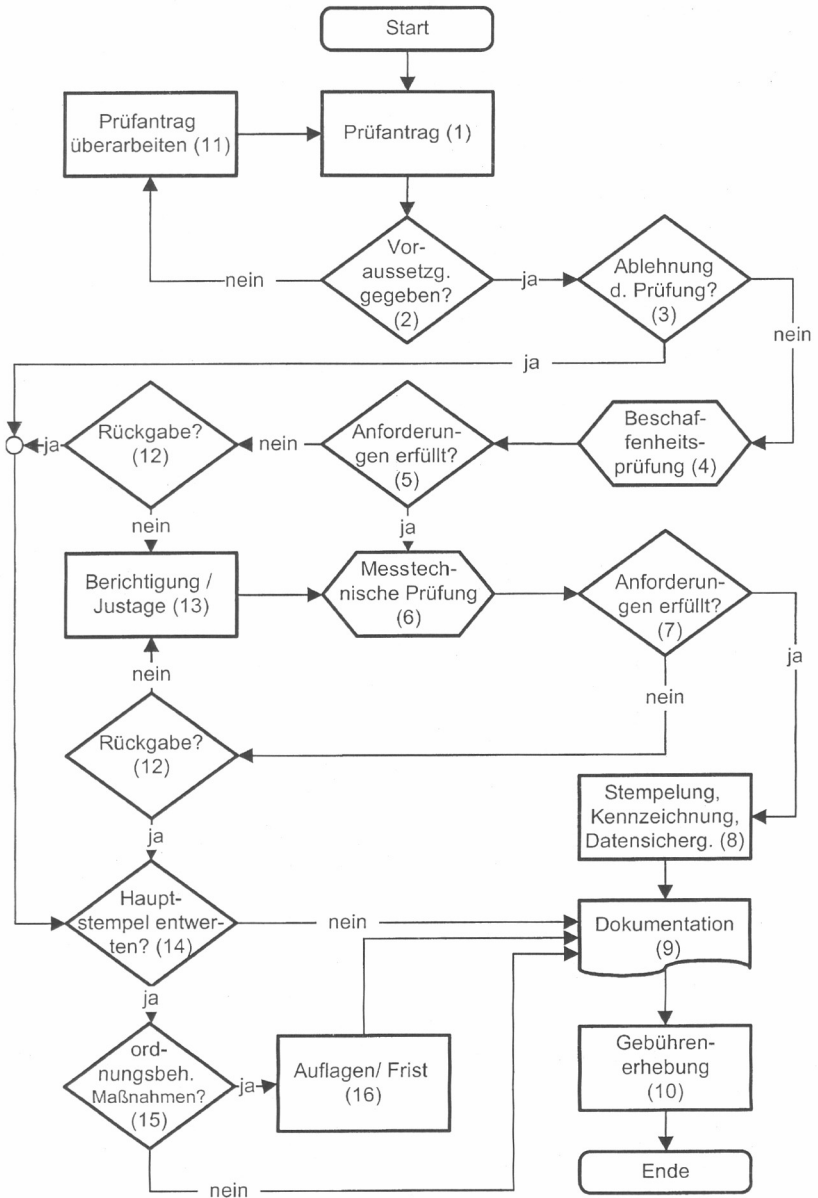 Start
Prüfantrag
überarbeiten (11)
Prüfantrag (1)
Vor-
aussetzg.
gegeben?
(2)
nein
ja
Ablehnung
d. Prüfung?
(3)
nein
ja
Rückgabe?
(12)
ja
nein
Anforderun-
gen erfüllt?
(5)
Beschaf-
fenheits-
prüfung (4)
nein
ja
Berichtigung /
Justage (13)
Messtech-
nische Prüfung
(6)
Anforderun-
gen erfüllt?
(7)
ja
nein
nein
Rückgabe?
(12)
ja
Stempelung,
Kennzeichnung,
Datensicherg. (8)
Haupt-
stempel entwer-
ten? (14)
nein
Dokumentation
(9)
ja
ord-
nungsbeh.
Maßnahmen?
(15)
ja
Auflagen/ Frist
(16)
Gebühren-
erhebung
(10)
nein
Ende